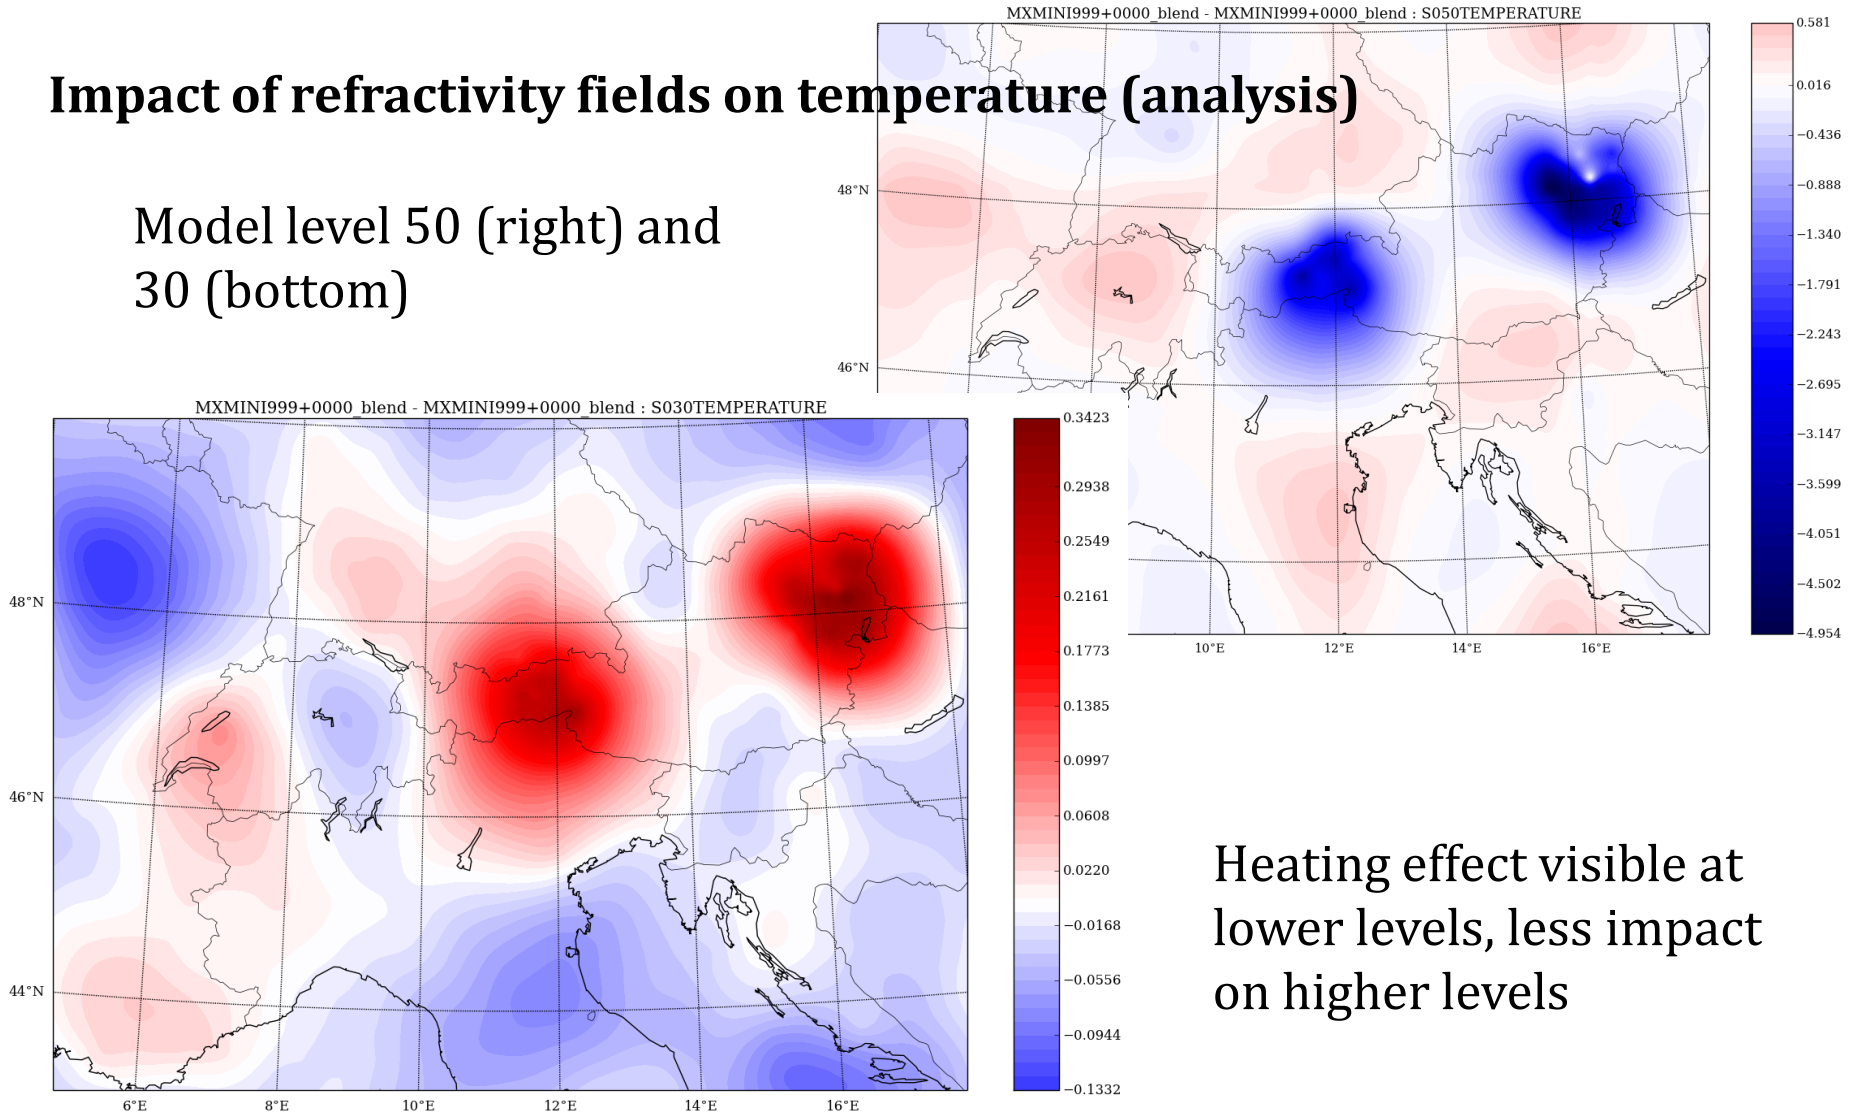 MXMINI999+0000_blend - MXMINI999+0000_blend : S050TEMPERATURE
Impact of refractivity fields on temperature (analysis)
Model level 50 (right) and
30 (bottom)
48°N
46°N
10°E
12°E
14°E
16°E
0.581
0.016
−0.436
−0.888
−1.340
−1.791
−2.243
−2.695
−3.147
−3.599
−4.051
−4.502
−4.954
MXMINI999+0000_blend - MXMINI999+0000_blend : S030TEMPERATURE
48°N
46°N
44°N
6°E
8°E
10°E
12°E
14°E
16°E
0.3423
0.2938
0.2549
0.2161
0.1773
0.1385
0.0997
0.0608
0.0220
−0.0168
−0.0556
−0.0944
−0.1332
Heating effect visible at
lower levels, less impact
on higher levels